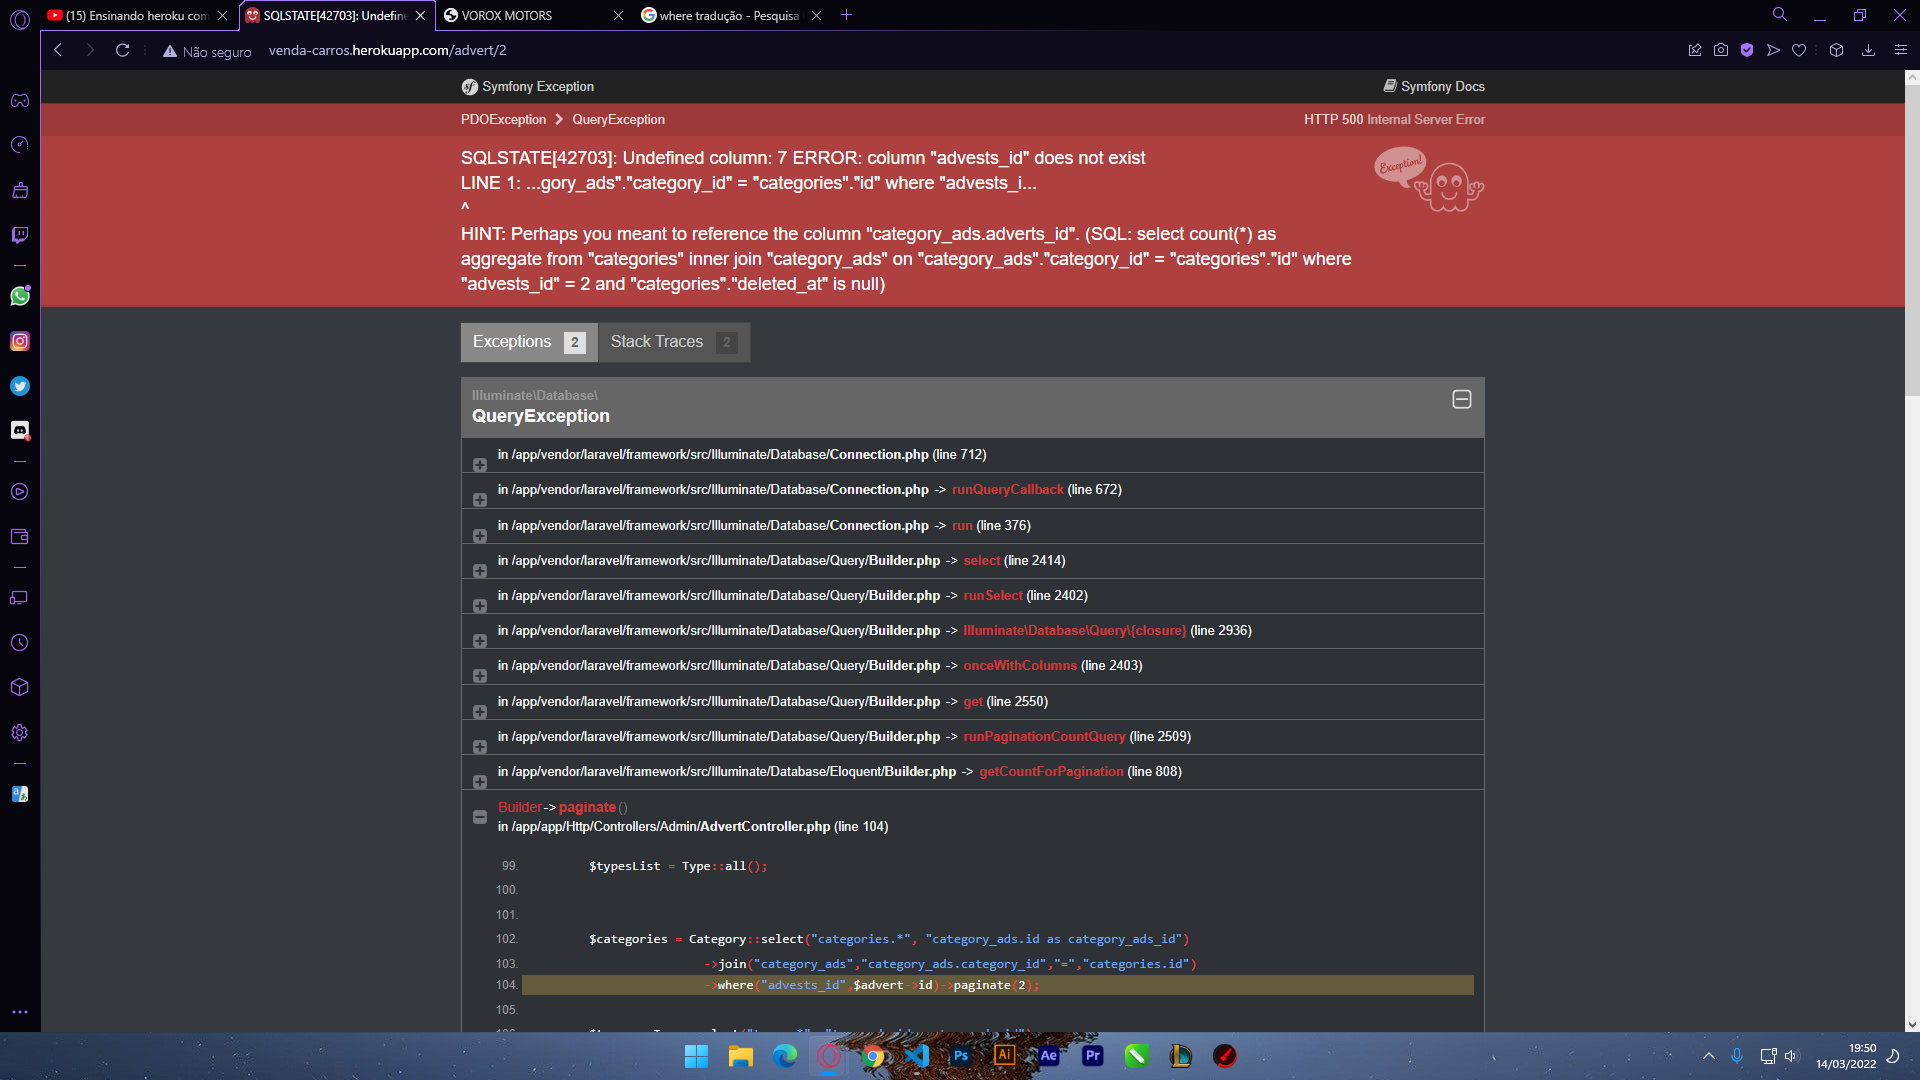 (15) Ensinando heroku com
SQLSTATE[42703]: Undefine
VOROX MOTORS
where tradução - Pesquisa
Não seguro
venda-carros.herokuapp.com/advert/2
Symfony Exception
Symfony Docs
PDOException
QueryException
HTTP 500 Internal Server Error
SQLSTATE[42703]: Undefined column: 7 ERROR: column "advests_id" does not exist
LINE 1: ...gory_ads"."category_id" = "categories"."id" where "advests_i...
^
HINT: Perhaps you meant to reference the column "category_ads.adverts_id". (SQL: select count(*) as
aggregate from "categories" inner join "category_ads" on "category_ads"."category_id" = "categories"."id" where
"advests_id" = 2 and "categories"."deleted_at" is null)
Exception!
Exceptions 2
Stack Traces 2
Illuminate\Database\
QueryException
in /app/vendor/laravel/framework/src/Illuminate/Database/Connection.php (line 712)
in /app/vendor/laravel/framework/src/Illuminate/Database/Connection.php -> runQueryCallback (line 672)
in /app/vendor/laravel/framework/src/Illuminate/Database/Connection.php -> run (line 376)
in /app/vendor/laravel/framework/src/Illuminate/Database/Query/Builder.php -> select (line 2414)
in /app/vendor/laravel/framework/src/Illuminate/Database/Query/Builder.php -> runSelect (line 2402)
in /app/vendor/laravel/framework/src/Illuminate/Database/Query/Builder.php -> Illuminate\Database\Query\{closure} (line 2936)
in /app/vendor/laravel/framework/src/Illuminate/Database/Query/Builder.php -> onceWithColumns (line 2403)
in /app/vendor/laravel/framework/src/Illuminate/Database/Query/Builder.php -> get (line 2550)
in /app/vendor/laravel/framework/src/Illuminate/Database/Query/Builder.php -> runPaginationCountQuery (line 2509)
in /app/vendor/laravel/framework/src/Illuminate/Database/Eloquent/Builder.php -> getCountForPagination (line 808)
Builder->paginate()
in /app/app/Http/Controllers/Admin/AdvertController.php (line 104)
99. $typesList = Type::all();
100.
101.
102. $categories = Category::select("categories.*", "category_ads.id as category_ads_id")
103. ->join("category_ads","category_ads.category_id","=","categories.id")
104. ->where("advests_id",$advert->id)->paginate(2);
105.
Ps
Ai
Ae
Pr
19:50
14/03/2022